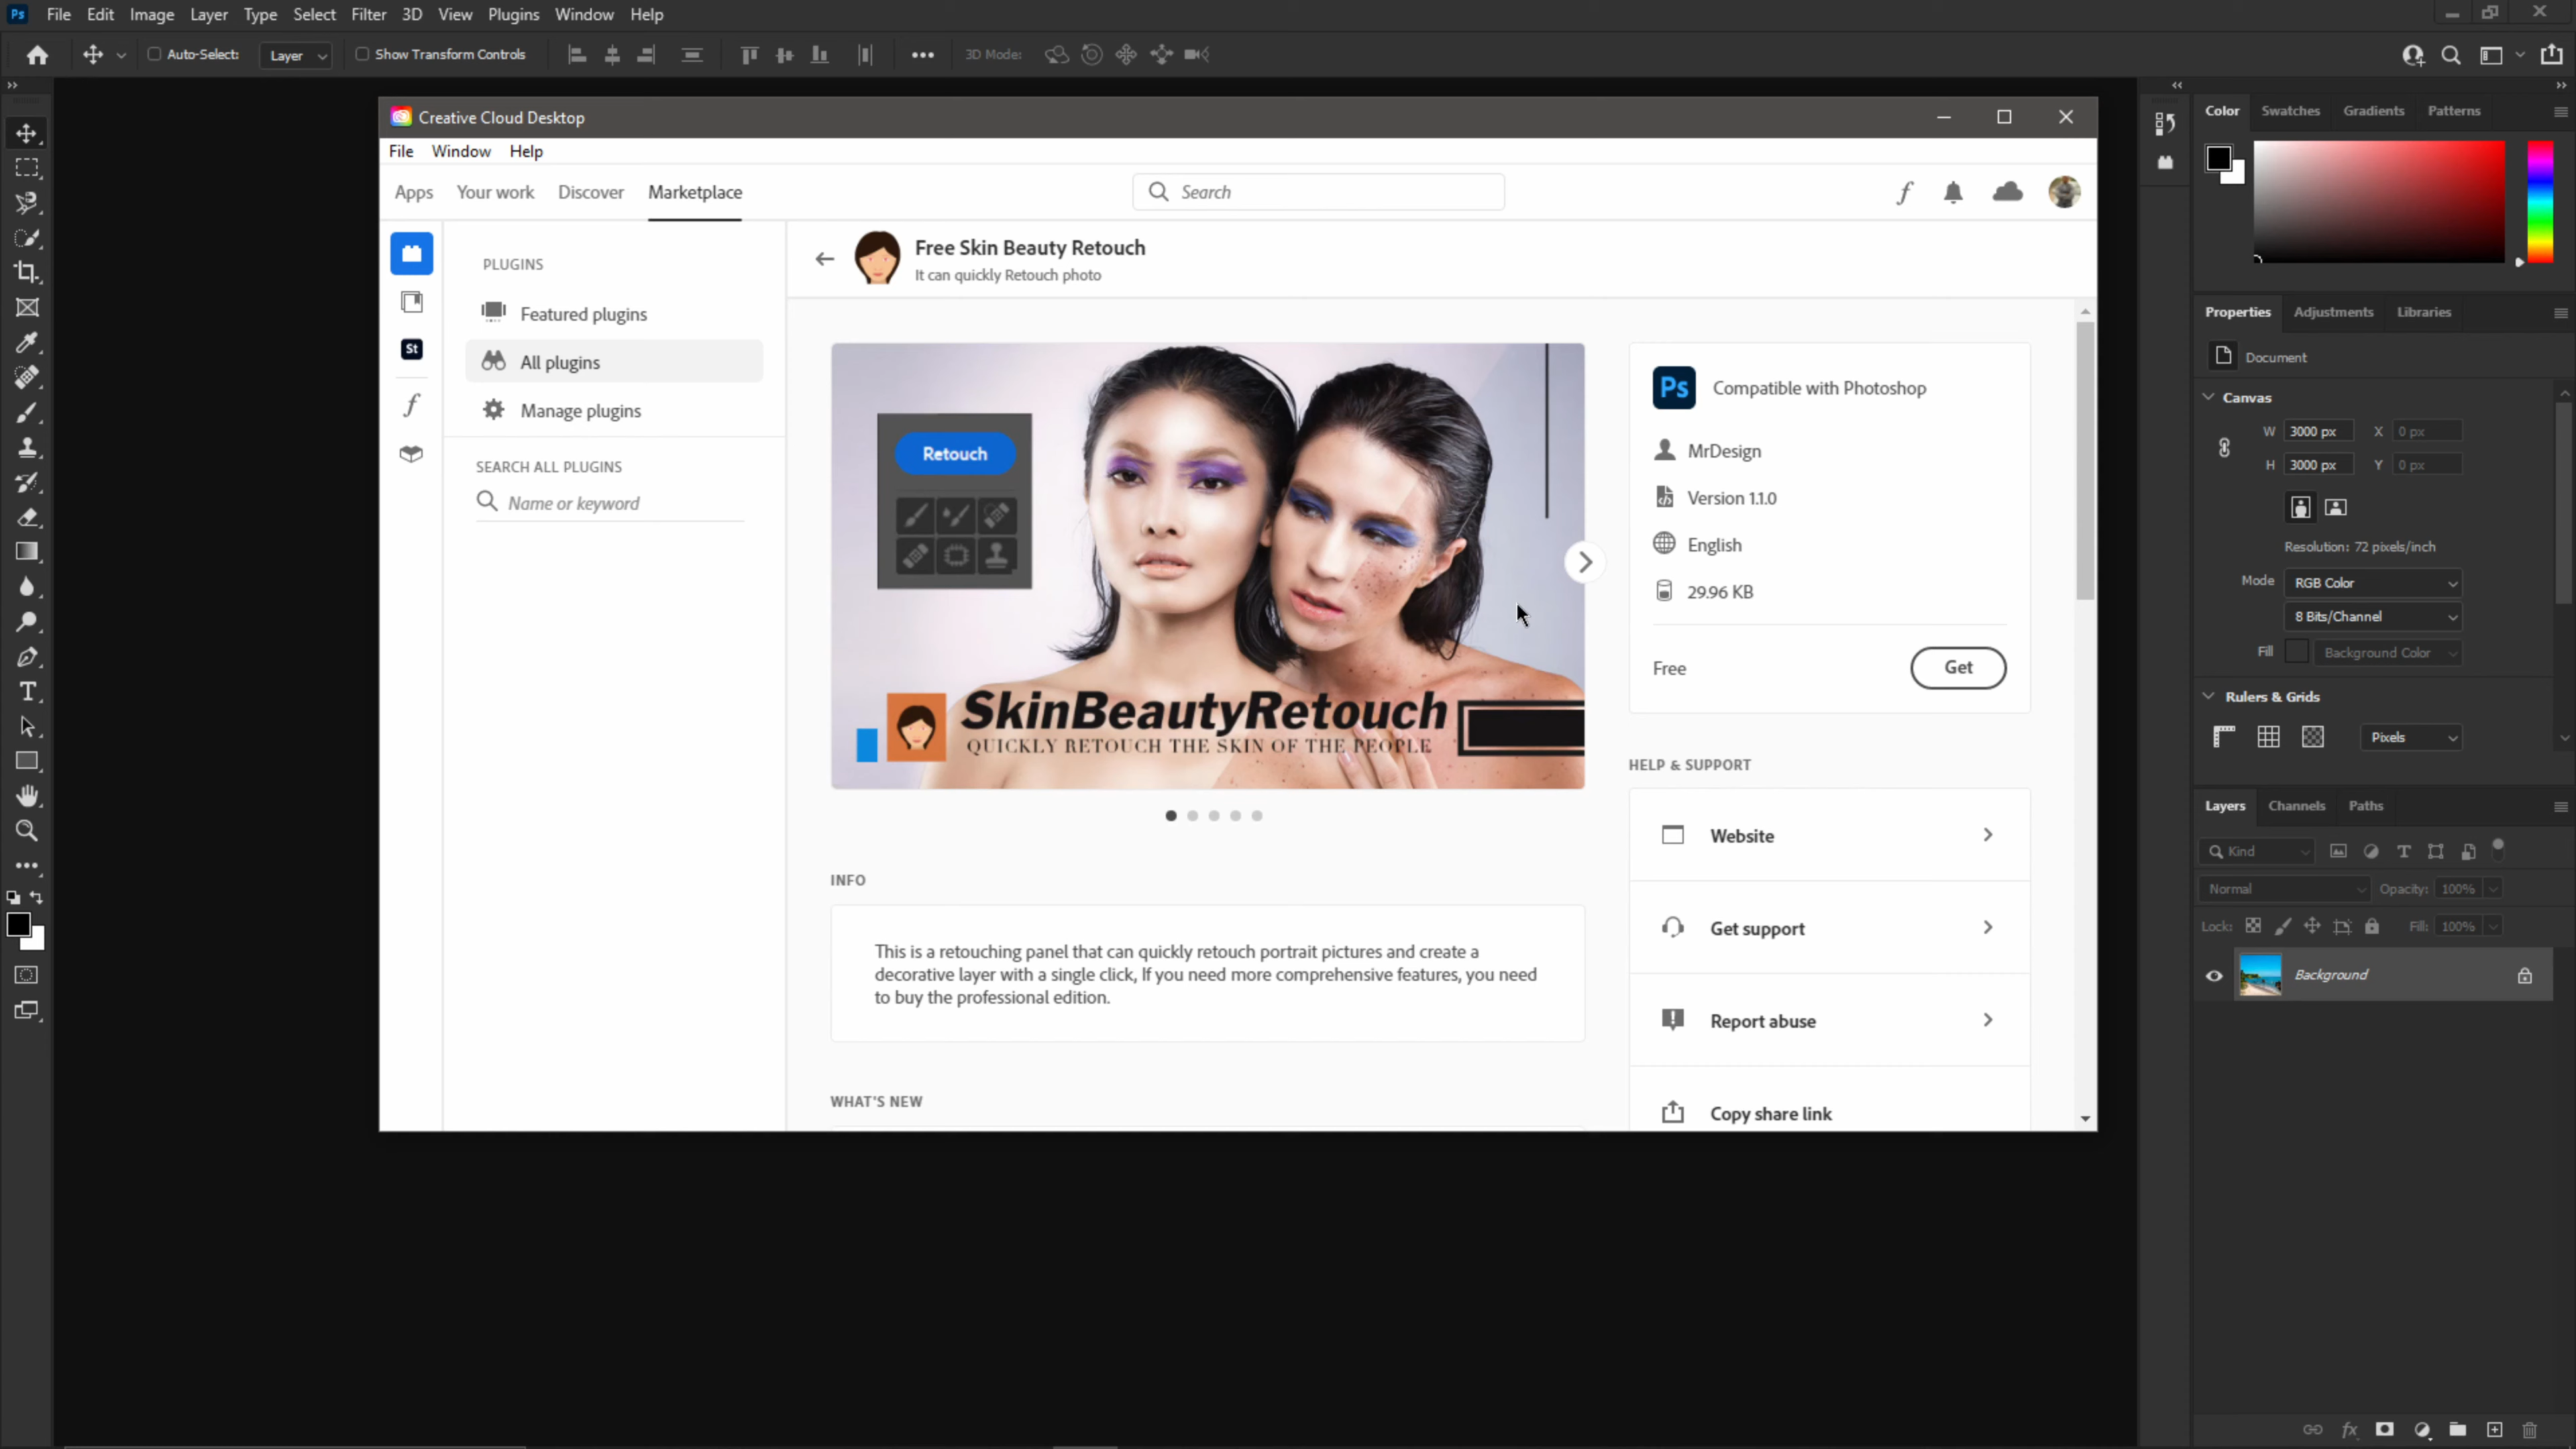 Ps File Edit Image Layer Type Select Filter 3D View Plugins Window Help
Auto-Select: Layer Show Transform Controls 3D Mode:
Creative Cloud Desktop
File Window Help
Apps Your work Discover Marketplace Search
PLUGINS
Featured plugins
All plugins
Manage plugins
SEARCH ALL PLUGINS
Name or keyword
St
Free Skin Beauty Retouch
It can quickly Retouch photo
Retouch
SkinBeautyRetouch
QUICKLY RETOUCH THE SKIN OF THE PEOPLE
INFO
This is a retouching panel that can quickly retouch portrait pictures and create a
decorative layer with a single click, If you need more comprehensive features, you need
to buy the professional edition.
WHAT'S NEW
Ps Compatible with Photoshop
MrDesign
Version 1.1.0
English
29.96 KB
Free Get
HELP & SUPPORT
Website
Get support
Report abuse
Copy share link
Color Swatches Gradients Patterns
Properties Adjustments Libraries
Document
Canvas
W 3000 px X 0 px
H 3000 px Y 0 px
Resolution: 72 pixels/inch
Mode RGB Color
8 Bits/Channel
Fill Background Color
Rulers & Grids
Pixels
Layers Channels Paths
Kind
Normal Opacity: 100%
Lock: Fill: 100%
Background
fx